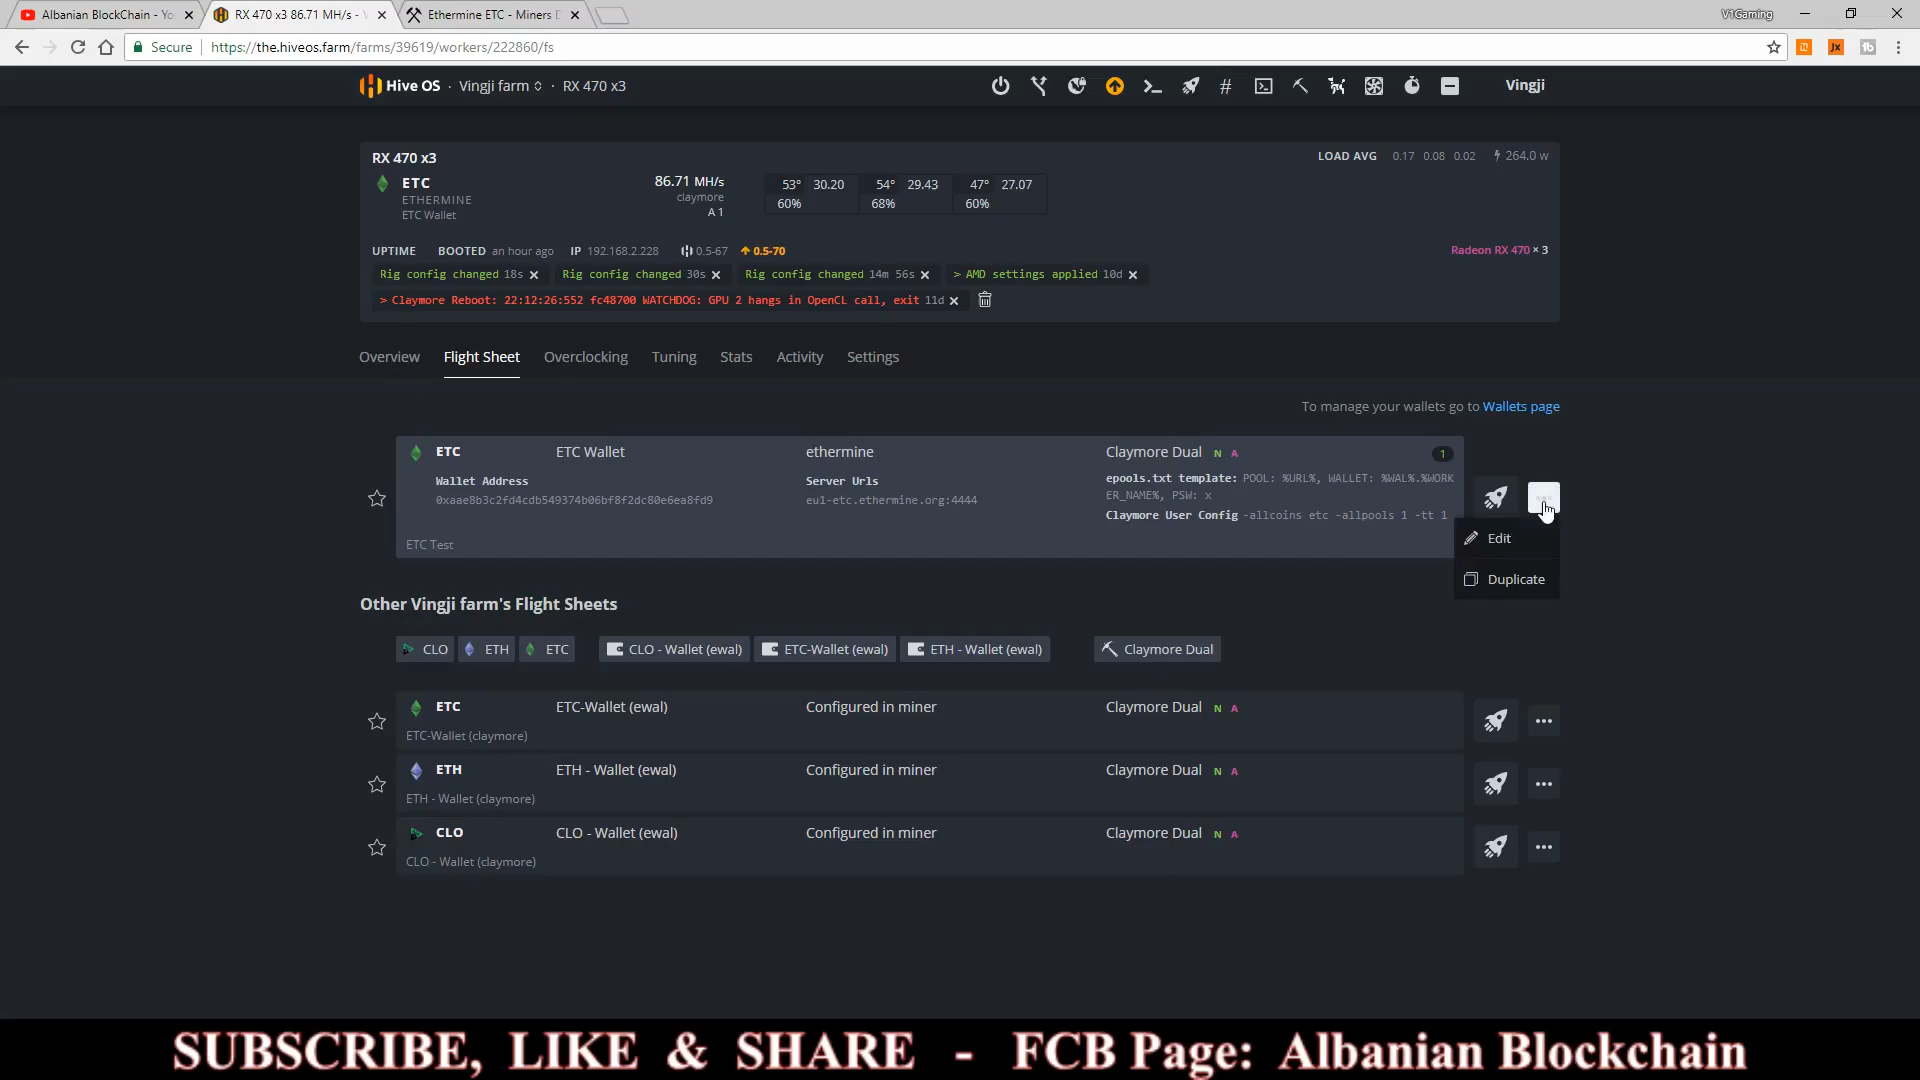 Albanian BlockChain - Yo
RX 470 x3 86.71 MH/s -
Ethermine ETC - Miners D
V1Gaming
Secure
https://the.hiveos.farm/farms/39619/workers/222860/fs
Hive OS · Vingji farm · RX 470 x3
Vingji
RX 470 x3
LOAD AVG 0.17 0.08 0.02 264.0 w
ETC
ETHERMINE
ETC Wallet
86.71 MH/s
claymore
A 1
53° 30.20 54° 29.43 47° 27.07
60% 68% 60%
UPTIME BOOTED an hour ago IP 192.168.2.228 0.5-67 0.5-70
Radeon RX 470 × 3
Rig config changed 18s × Rig config changed 30s × Rig config changed 14m 56s × > AMD settings applied 10d ×
> Claymore Reboot: 22:12:26:552 fc48700 WATCHDOG: GPU 2 hangs in OpenCL call, exit 11d ×
Overview Flight Sheet Overclocking Tuning Stats Activity Settings
To manage your wallets go to Wallets page
ETC ETC Wallet ethermine Claymore Dual N A 1
Wallet Address
0xaae8b3c2fd4cdb549374b06bf8f2dc80e6ea8fd9
Server Urls
eu1-etc.ethermine.org:4444
epools.txt template: POOL: %URL%, WALLET: %WAL%.%WORK
ER_NAME%, PSW: x
Claymore User Config -allcoins etc -allpools 1 -tt 1
ETC Test
Edit
Duplicate
Other Vingji farm's Flight Sheets
CLO ETH ETC CLO - Wallet (ewal) ETC-Wallet (ewal) ETH - Wallet (ewal) Claymore Dual
ETC ETC-Wallet (ewal) Configured in miner Claymore Dual N A
ETC-Wallet (claymore)
ETH ETH - Wallet (ewal) Configured in miner Claymore Dual N A
ETH - Wallet (claymore)
CLO CLO - Wallet (ewal) Configured in miner Claymore Dual N A
CLO - Wallet (claymore)
SUBSCRIBE, LIKE & SHARE - FCB Page: Albanian Blockchain